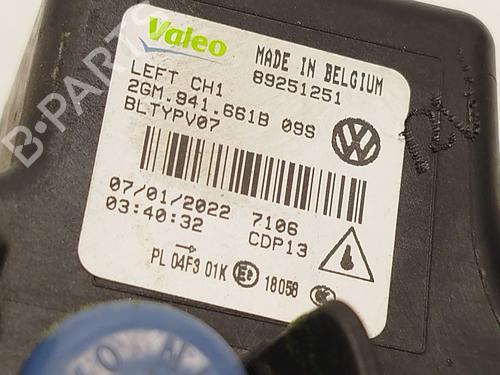 Valeo
MADE IN BELGIUM
89251251
LEFT CH1
2GM.941.661B 09S
BLTYPV07
07/01/2022 7106
03:40:32 CDP13
PL 04F3 01K 18058
B-PARTS